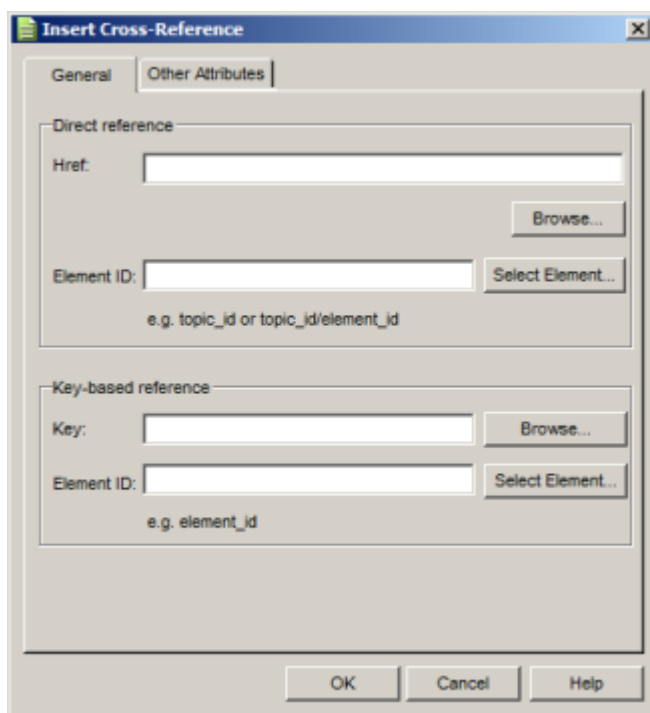 Insert Cross-Reference
General
Other Attributes
Direct reference
Href:
Browse...
Element ID:
Select Element...
e.g. topic_id or topic_id/element_id
Key-based reference
Key:
Browse...
Element ID:
Select Element...
e.g. element_id
OK
Cancel
Help